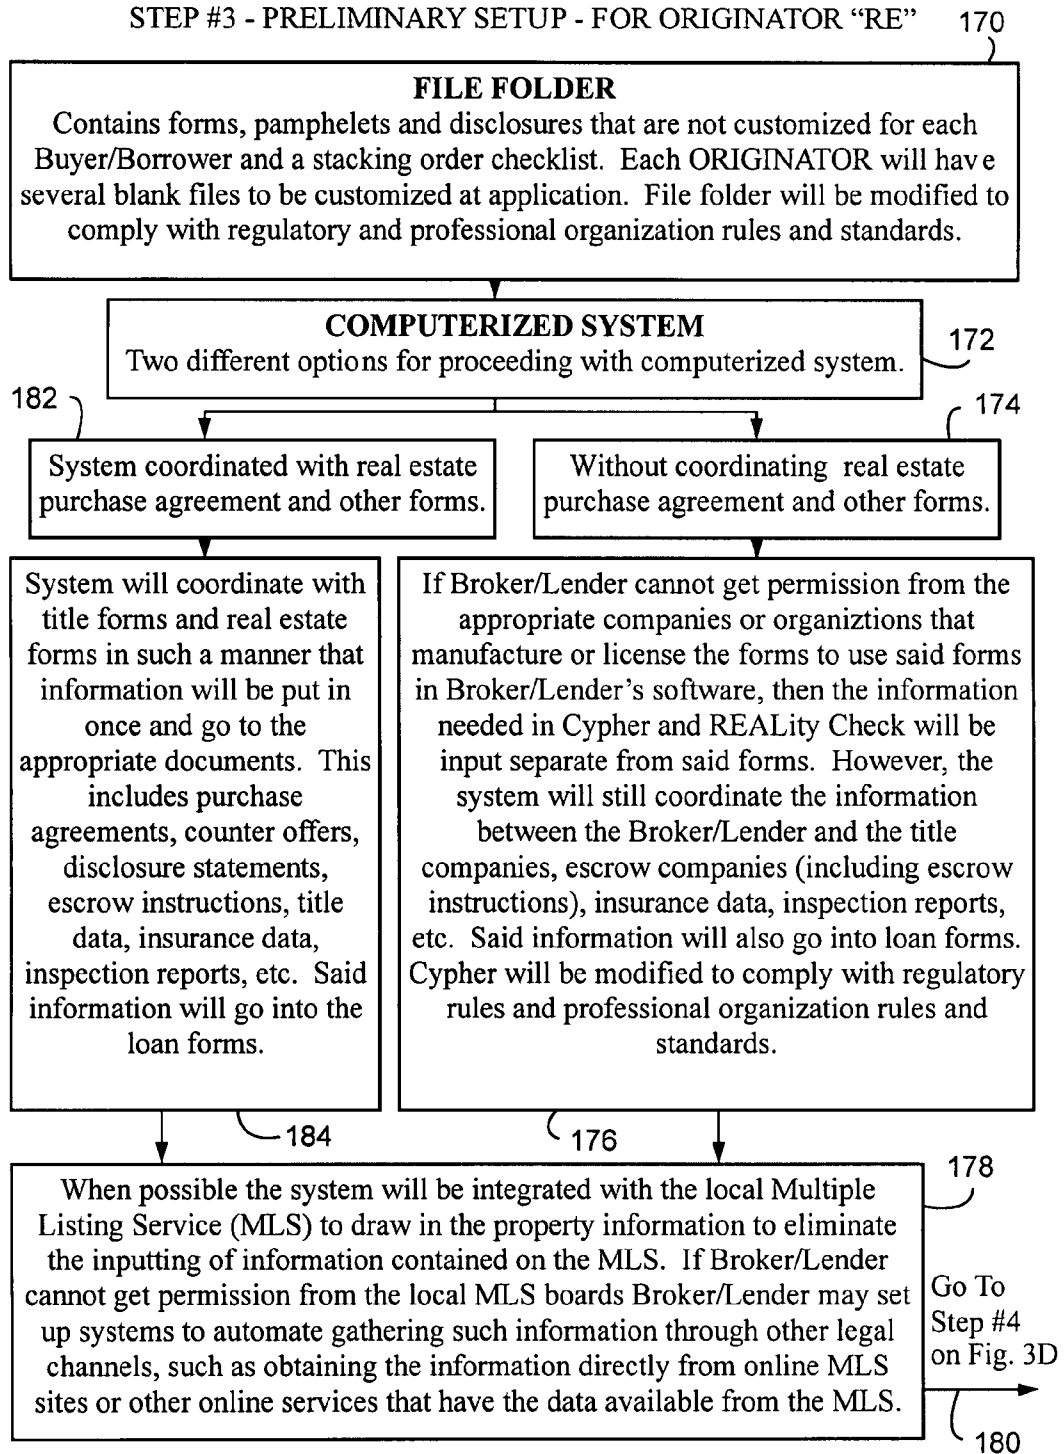 STEP #3 - PRELIMINARY SETUP - FOR ORIGINATOR “RE”
170
FILE FOLDER
Contains forms, pamphelets and disclosures that are not customized for each
Buyer/Borrower and a stacking order checklist. Each ORIGINATOR will have
several blank files to be customized at application. File folder will be modified to
comply with regulatory and professional organization rules and standards.
COMPUTERIZED SYSTEM
Two different options for proceeding with computerized system.
172
182
174
System coordinated with real estate
purchase agreement and other forms.
Without coordinating real estate
purchase agreement and other forms.
System will coordinate with
title forms and real estate
forms in such a manner that
information will be put in
once and go to the
appropriate documents. This
includes purchase
agreements, counter offers,
disclosure statements,
escrow instructions, title
data, insurance data,
inspection reports, etc. Said
information will go into the
loan forms.
184
If Broker/Lender cannot get permission from the
appropriate companies or organiztions that
manufacture or license the forms to use said forms
in Broker/Lender’s software, then the information
needed in Cypher and REALity Check will be
input separate from said forms. However, the
system will still coordinate the information
between the Broker/Lender and the title
companies, escrow companies (including escrow
instructions), insurance data, inspection reports,
etc. Said information will also go into loan forms.
Cypher will be modified to comply with regulatory
rules and professional organization rules and
standards.
176
178
When possible the system will be integrated with the local Multiple
Listing Service (MLS) to draw in the property information to eliminate
the inputting of information contained on the MLS. If Broker/Lender
cannot get permission from the local MLS boards Broker/Lender may set
up systems to automate gathering such information through other legal
channels, such as obtaining the information directly from online MLS
sites or other online services that have the data available from the MLS.
Go To
Step #4
on Fig. 3D
180